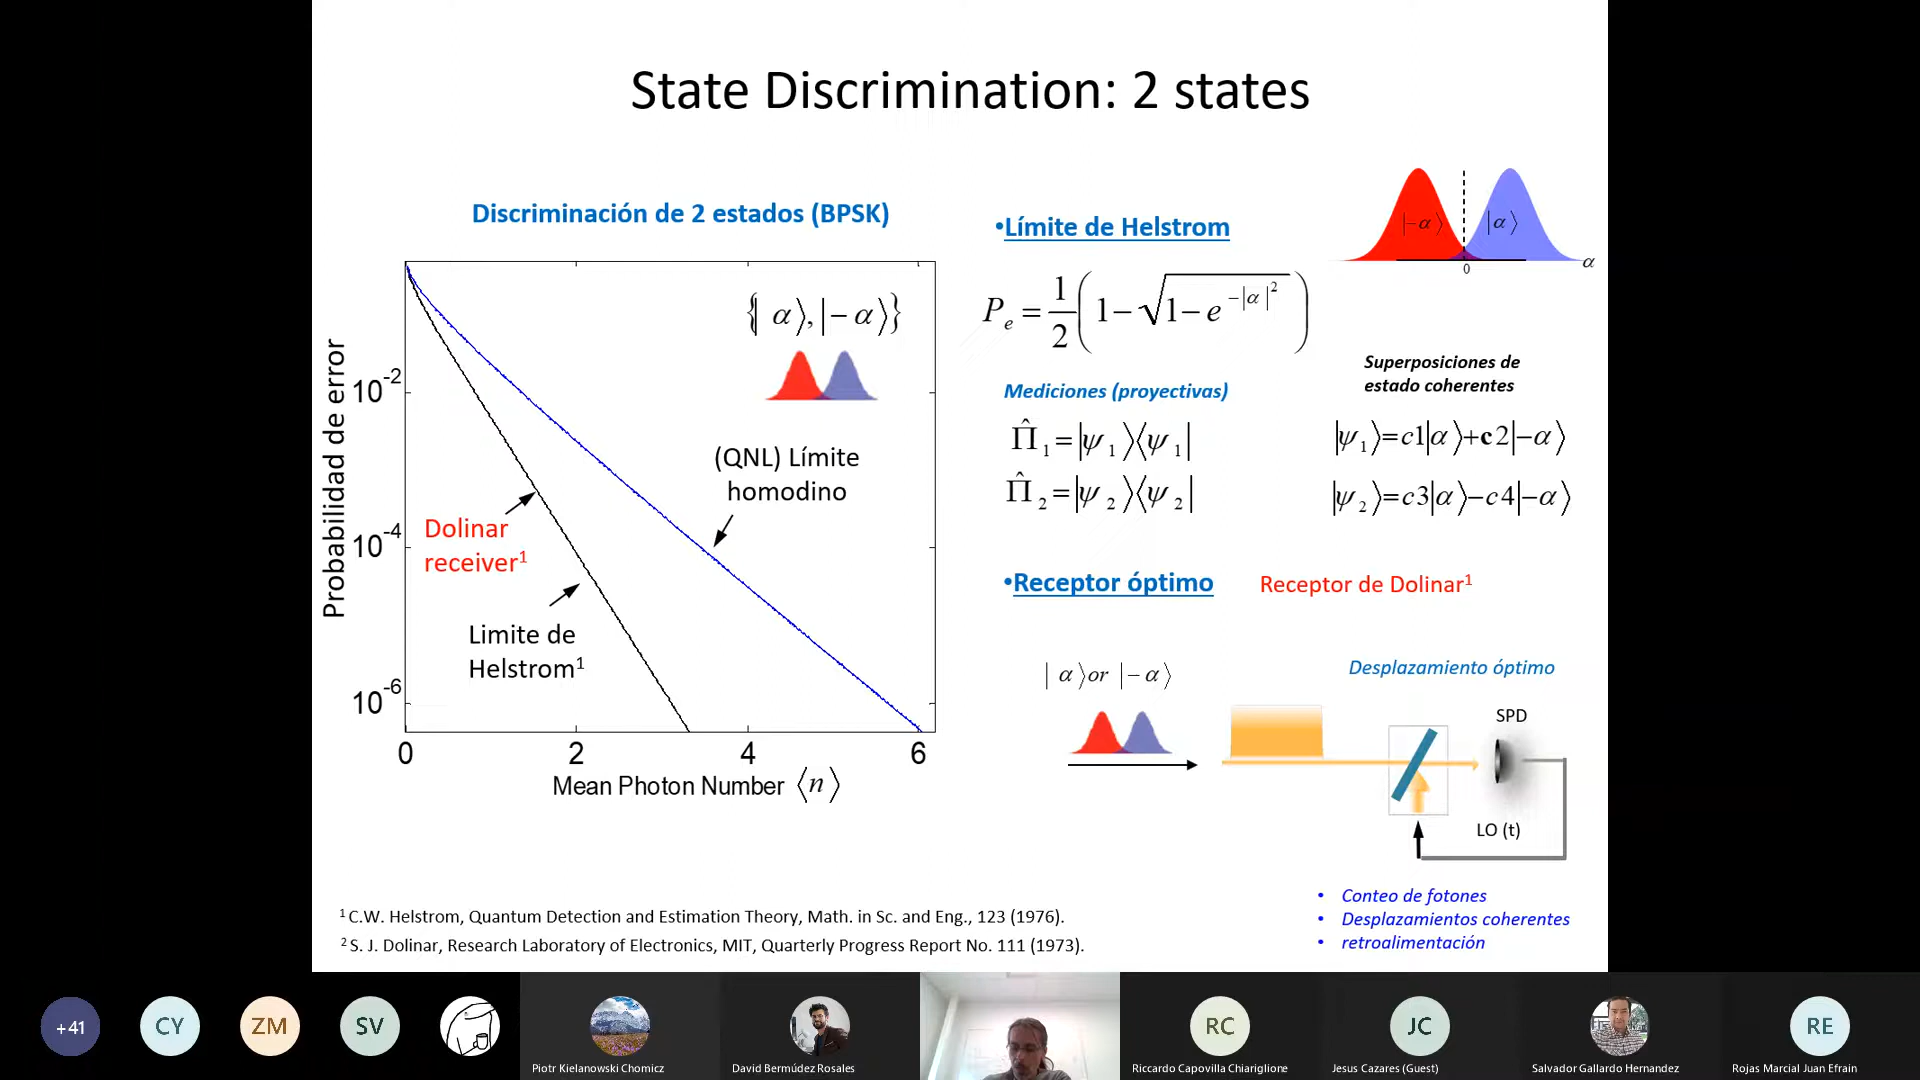 State Discrimination: 2 states
Discriminación de 2 estados (BPSK)
{| α⟩,|−α⟩}
Probabilidad de error
10⁻²
10⁻⁴
10⁻⁶
(QNL) Límite
homodino
Dolinar
receiver¹
Limite de
Helstrom¹
0 2 4 6
Mean Photon Number ⟨n⟩
•Límite de Helstrom
|−α⟩ |α⟩
0 α
Pₑ = 1/2 (1−√(1−e^(−|α|²)))
Mediciones (proyectivas)
Π̂₁=|ψ₁⟩⟨ψ₁|
Π̂₂=|ψ₂⟩⟨ψ₂|
Superposiciones de
estado coherentes
|ψ₁⟩=c1|α⟩+c2|−α⟩
|ψ₂⟩=c3|α⟩−c4|−α⟩
•Receptor óptimo Receptor de Dolinar¹
| α⟩or |−α⟩
Desplazamiento óptimo
SPD
LO (t)
• Conteo de fotones
• Desplazamientos coherentes
• retroalimentación
¹ C.W. Helstrom, Quantum Detection and Estimation Theory, Math. in Sc. and Eng., 123 (1976).
² S. J. Dolinar, Research Laboratory of Electronics, MIT, Quarterly Progress Report No. 111 (1973).
+41 CY ZM SV RC JC RE
Piotr Kielanowski Chomicz
David Bermúdez Rosales
Riccardo Capovilla Chiariglione
Jesus Cazares (Guest)
Salvador Gallardo Hernandez
Rojas Marcial Juan Efrain